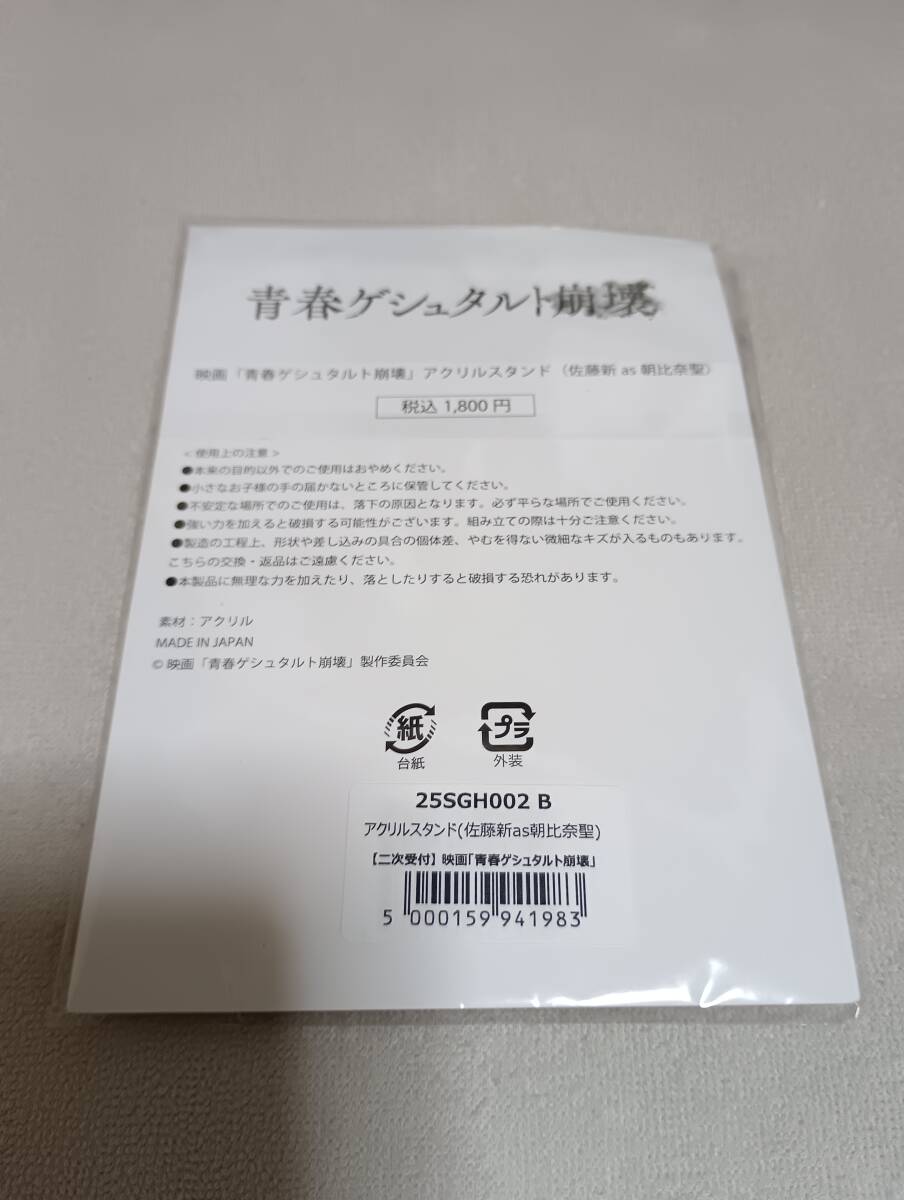 青春ゲシュタルト崩壊
映画「青春ゲシュタルト崩壊」アクリルスタンド（佐藤新 as 朝比奈聖）
税込 1,800 円
＜使用上の注意＞
●本来の目的以外でのご使用はおやめください。
●小さなお子様の手の届かないところに保管してください。
●不安定な場所でのご使用は、落下の原因となります。必ず平らな場所でご使用ください。
●強い力を加えると破損する可能性がございます。組み立ての際は十分ご注意ください。
●製造の工程上、形状や差し込みの具合の個体差、やむを得ない微細なキズが入るものもあります。
こちらの交換・返品はご遠慮ください。
●本製品に無理な力を加えたり、落としたりすると破損する恐れがあります。
素材：アクリル
MADE IN JAPAN
© 映画「青春ゲシュタルト崩壊」製作委員会
紙 プラ
台紙 外装
25SGH002 B
アクリルスタンド(佐藤新as朝比奈聖)
【二次受付】映画「青春ゲシュタルト崩壊」
5 000159 941983